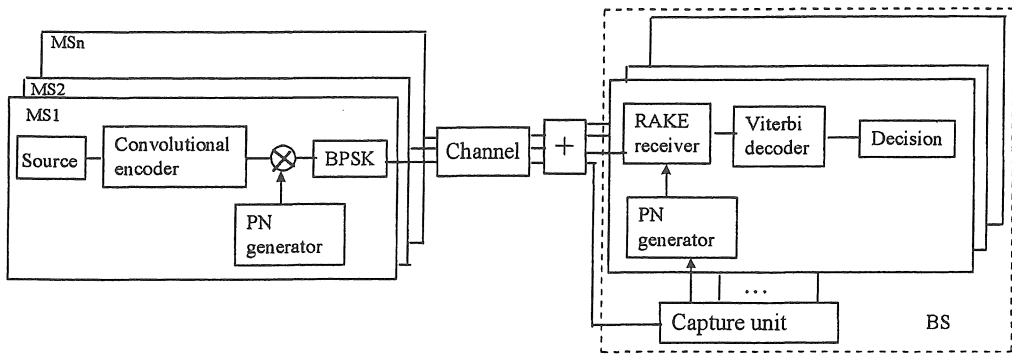 MSn
MS2
MS1
Source
Convolutional
encoder
BPSK
PN
generator
Channel
+
RAKE
receiver
Viterbi
decoder
Decision
PN
generator
...
Capture unit
BS